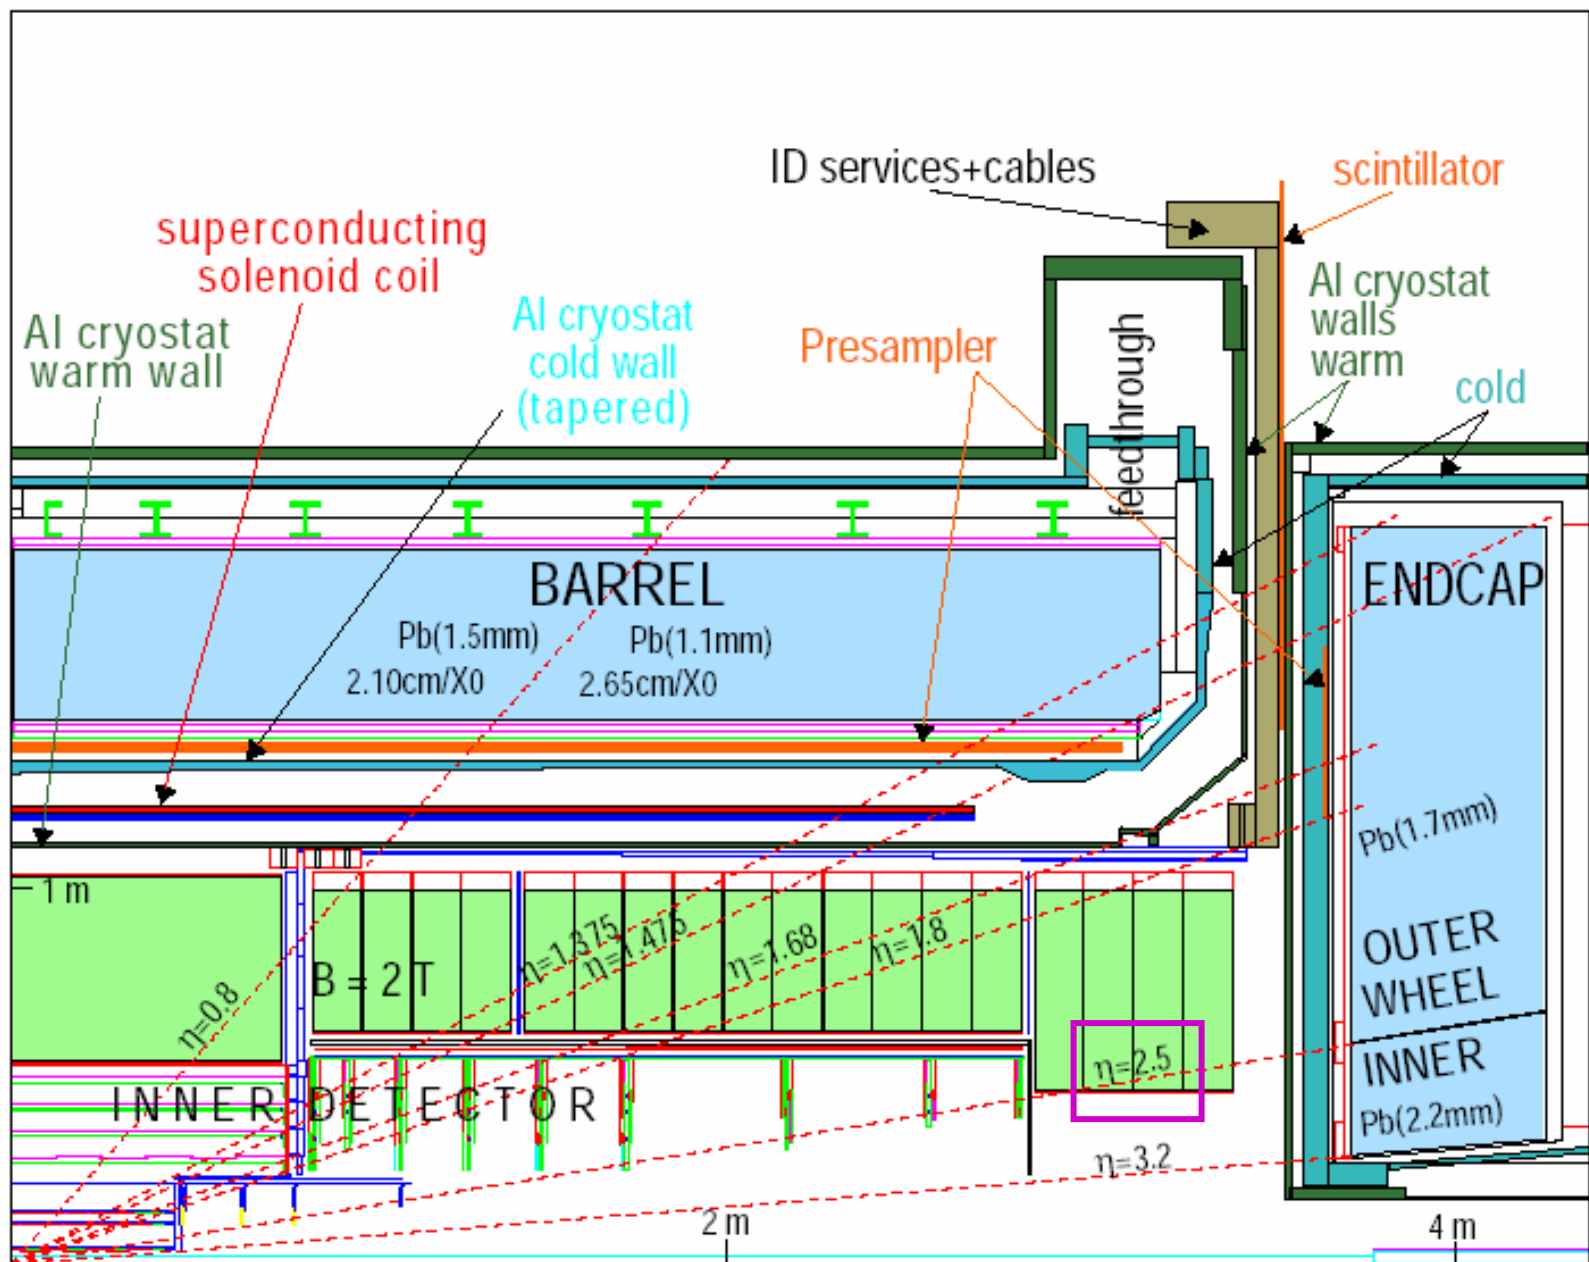 ID services+cables
scintillator
superconducting
solenoid coil
Al cryostat
warm wall
Al cryostat
cold wall
(tapered)
Presampler
feedthrough
Al cryostat
walls
warm
cold
BARREL
ENDCAP
Pb(1.5mm)
Pb(1.1mm)
2.10cm/X0
2.65cm/X0
Pb(1.7mm)
1 m
η=1.375
η=1.475
η=1.68
η=1.8
OUTER
WHEEL
B = 2T
η=0.8
η=2.5
INNER
Pb(2.2mm)
INNER DETECTOR
η=3.2
2 m
4 m